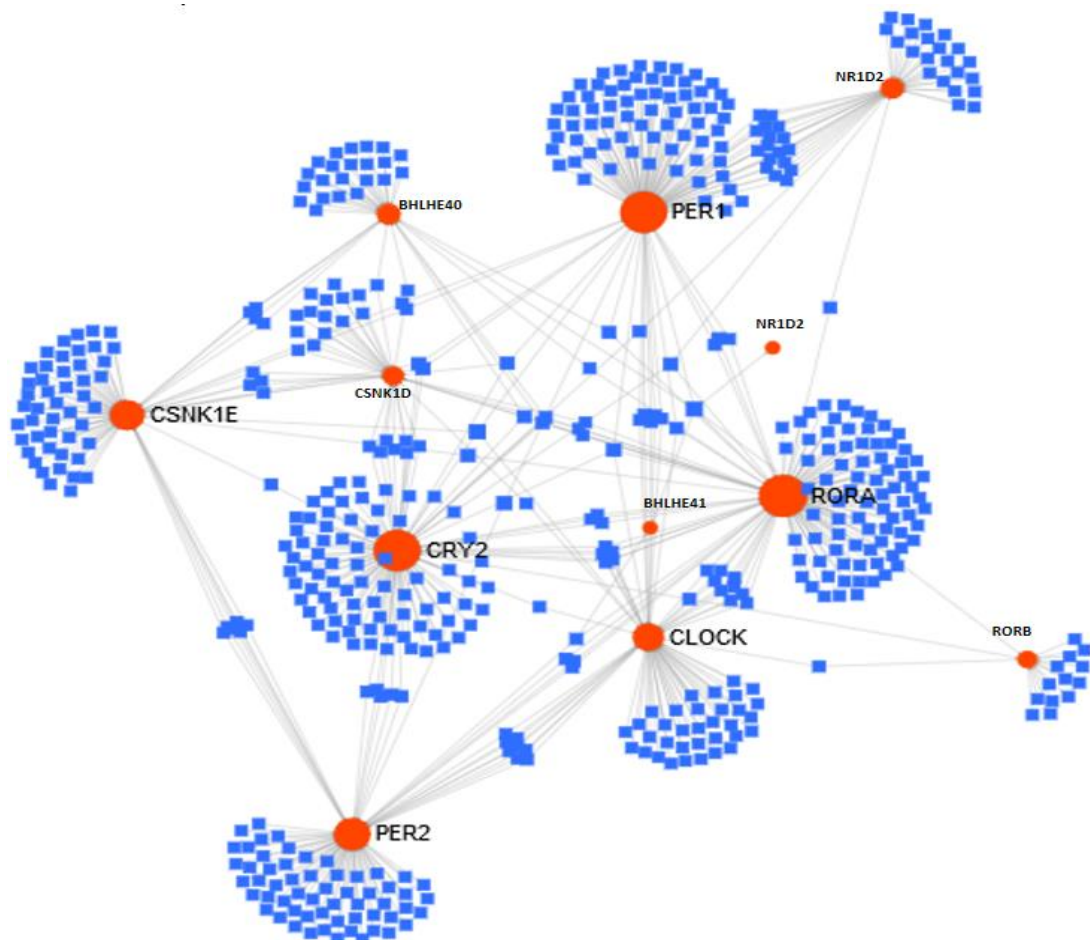 NR1D2
BHLHE40
PER1
NR1D2
CSNK1D
CSNK1E
RORA
BHLHE41
CRY2
CLOCK
RORB
PER2